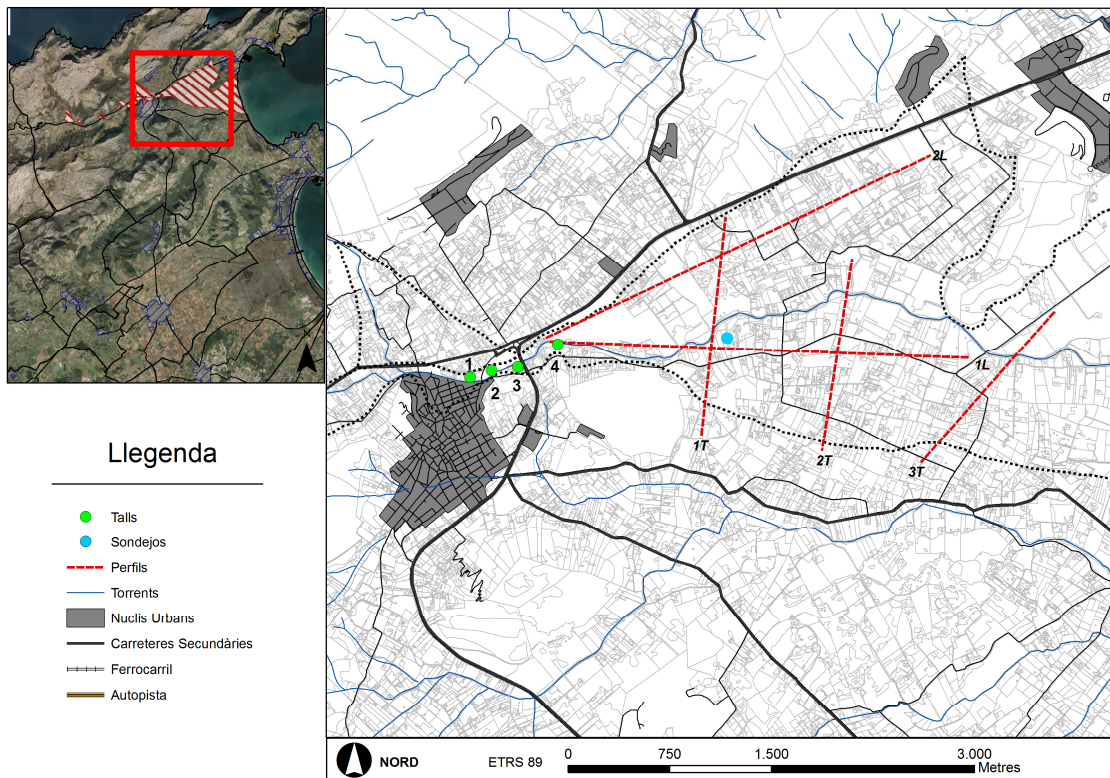 Llegenda
Talls
Sondejos
Perfils
Torrents
Nuclis Urbans
Carreteres Secundàries
Ferrocarril
Autopista
2L
1
2
3
4
1L
1T
2T
3T
NORD
ETRS 89
0
750
1.500
3.000
Metres